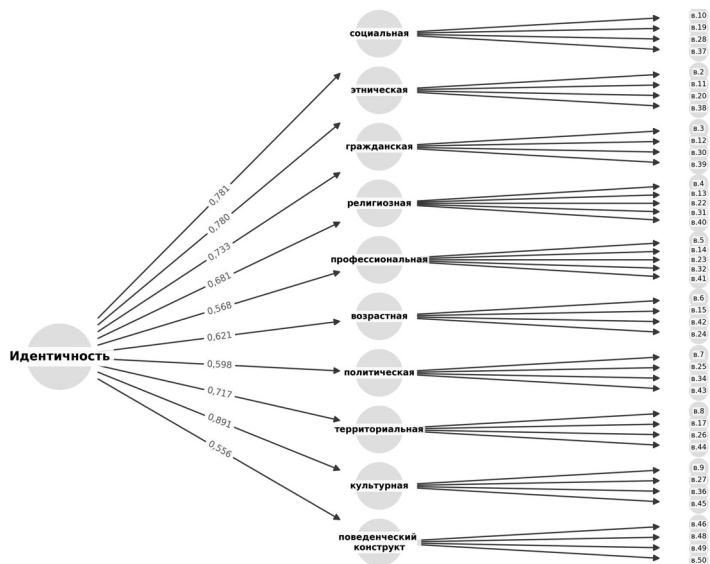 социальная
в.10
в.19
в.28
в.37
этническая
в.2
в.11
в.20
в.38
гражданская
в.3
в.12
в.30
в.39
религиозная
в.4
в.13
в.22
в.31
в.40
профессиональная
в.5
в.14
в.23
в.32
в.41
возрастная
в.6
в.15
в.42
в.24
политическая
в.7
в.25
в.34
в.43
территориальная
в.8
в.17
в.26
в.44
культурная
в.9
в.27
в.36
в.45
поведенческий
конструкт
в.46
в.48
в.49
в.50
0,781
0,780
0,733
0,681
0,568
0,621
0,598
0,717
0,891
0,556
Идентичность